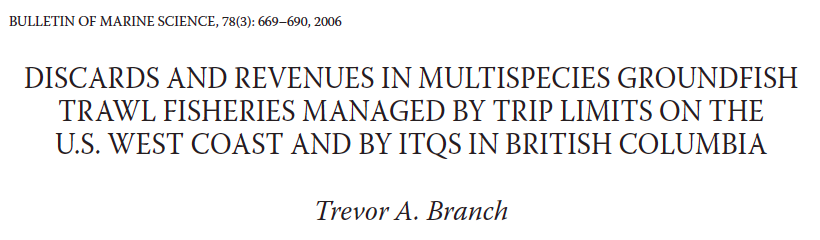 BULLETIN OF MARINE SCIENCE, 78(3): 669–690, 2006
DISCARDS AND REVENUES IN MULTISPECIES GROUNDFISH
TRAWL FISHERIES MANAGED BY TRIP LIMITS ON THE
U.S. WEST COAST AND BY ITQS IN BRITISH COLUMBIA
Trevor A. Branch